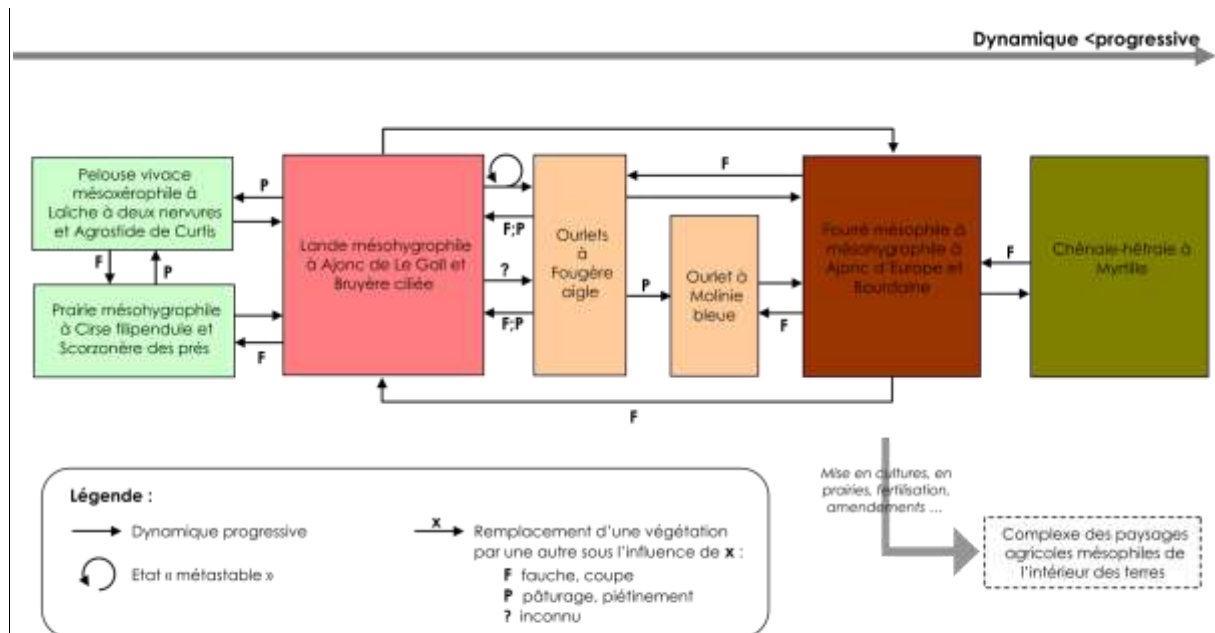 Dynamique <progressive
Pelouse vivace
mésoxérophile à
Laîche à deux nervures
et Agrostide de Curtis
P
F
P
Prairie mésohygrophile
à Cirse filipendule et
Scorzonère des prés
F
Lande mésohygrophile
à Ajonc de Le Gall et
Bruyère ciliée
F;P
?
F;P
Ourlets
à
Fougère
aigle
P
Ourlet à
Molinie
bleue
F
F
Fourré mésophile à
mésohygrophile à
Ajonc d'Europe et
Bourdaine
F
Chênaie-hêtraie à
Myrtille
F
Mise en cultures, en
prairies, fertilisation,
amendements ...
Complexe des paysages
agricoles mésophiles de
l'intérieur des terres
Légende :
Dynamique progressive
Etat « métastable »
x
Remplacement d'une végétation
par une autre sous l'influence de x :
F fauche, coupe
P pâturage, piétinement
? inconnu